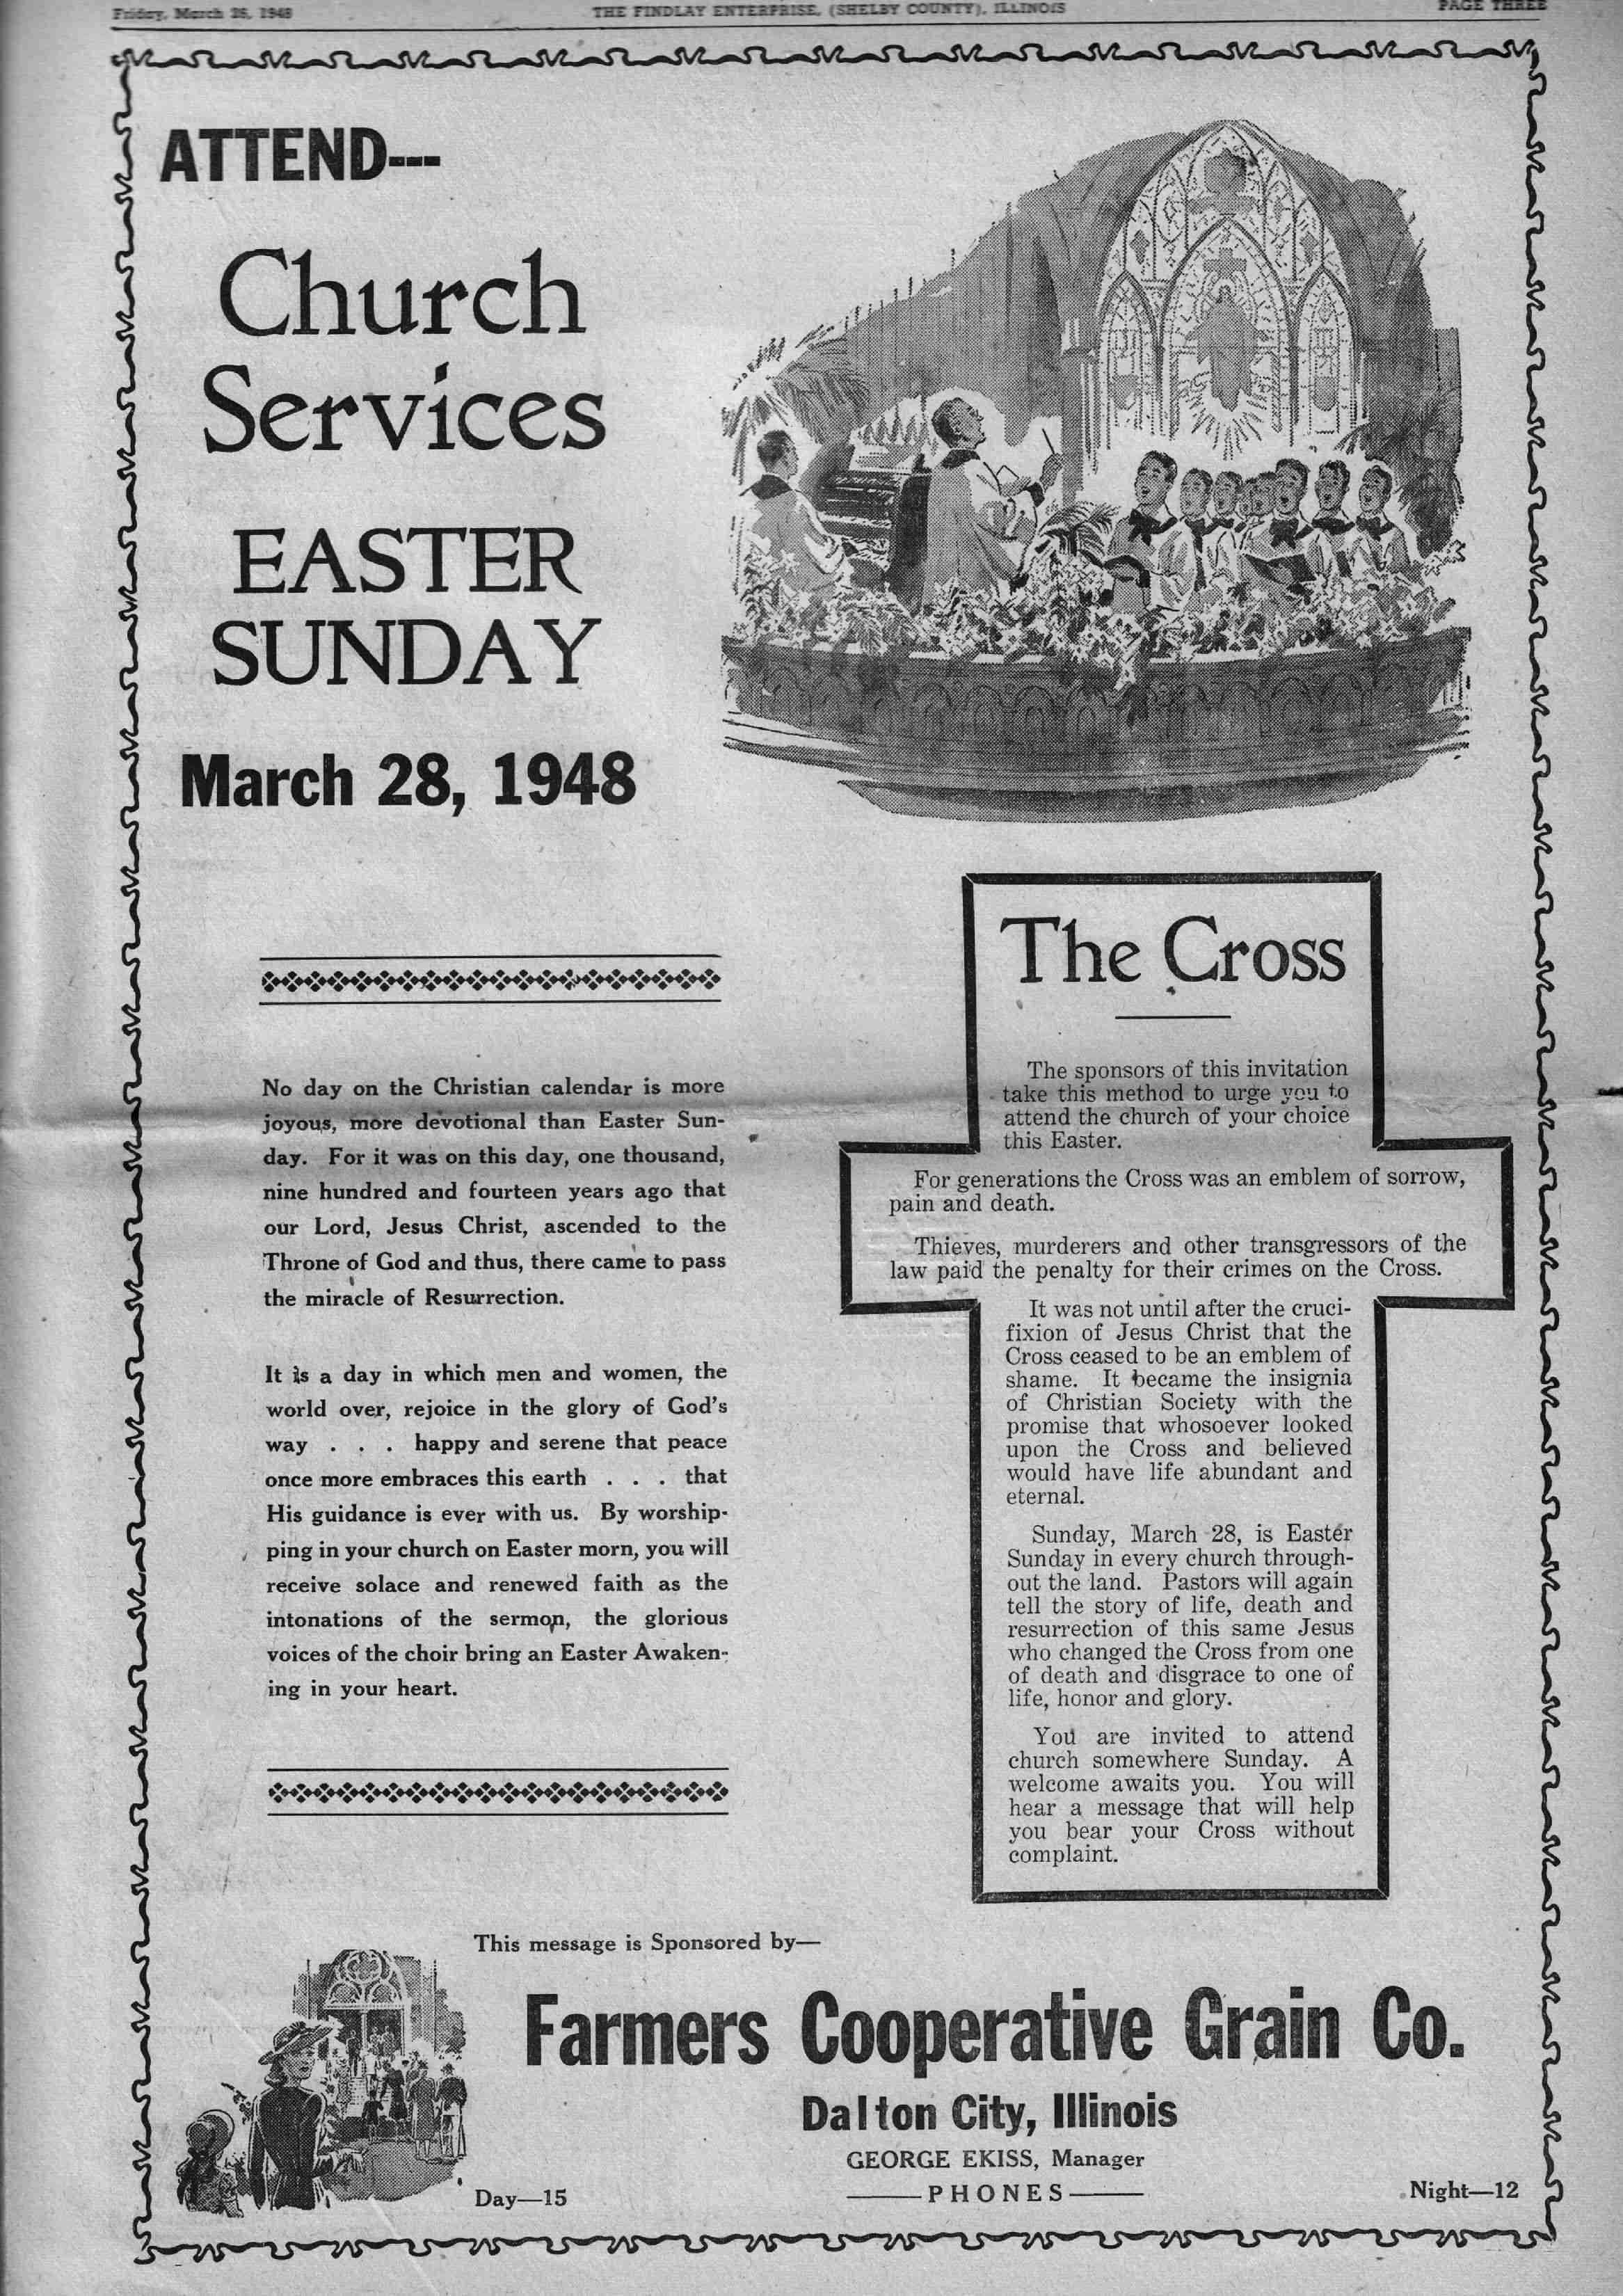 Friday, March 26, 1948
THE FINDLAY ENTERPRISE, (SHELBY COUNTY), ILLINOIS
PAGE THREE
ATTEND---
Church
Services
EASTER
SUNDAY
March 28, 1948
No day on the Christian calendar is more
joyous, more devotional than Easter Sun-
day. For it was on this day, one thousand,
nine hundred and fourteen years ago that
our Lord, Jesus Christ, ascended to the
Throne of God and thus, there came to pass
the miracle of Resurrection.
It is a day in which men and women, the
world over, rejoice in the glory of God's
way . . . happy and serene that peace
once more embraces this earth . . . that
His guidance is ever with us. By worship-
ping in your church on Easter morn, you will
receive solace and renewed faith as the
intonations of the sermon, the glorious
voices of the choir bring an Easter Awaken-
ing in your heart.
The Cross
The sponsors of this invitation
take this method to urge you to
attend the church of your choice
this Easter.
For generations the Cross was an emblem of sorrow,
pain and death.
Thieves, murderers and other transgressors of the
law paid the penalty for their crimes on the Cross.
It was not until after the cruci-
fixion of Jesus Christ that the
Cross ceased to be an emblem of
shame. It became the insignia
of Christian Society with the
promise that whosoever looked
upon the Cross and believed
would have life abundant and
eternal.
Sunday, March 28, is Easter
Sunday in every church through-
out the land. Pastors will again
tell the story of life, death and
resurrection of this same Jesus
who changed the Cross from one
of death and disgrace to one of
life, honor and glory.
You are invited to attend
church somewhere Sunday. A
welcome awaits you. You will
hear a message that will help
you bear your Cross without
complaint.
This message is Sponsored by—
Farmers Cooperative Grain Co.
Dalton City, Illinois
GEORGE EKISS, Manager
Day—15
——PHONES——
Night—12